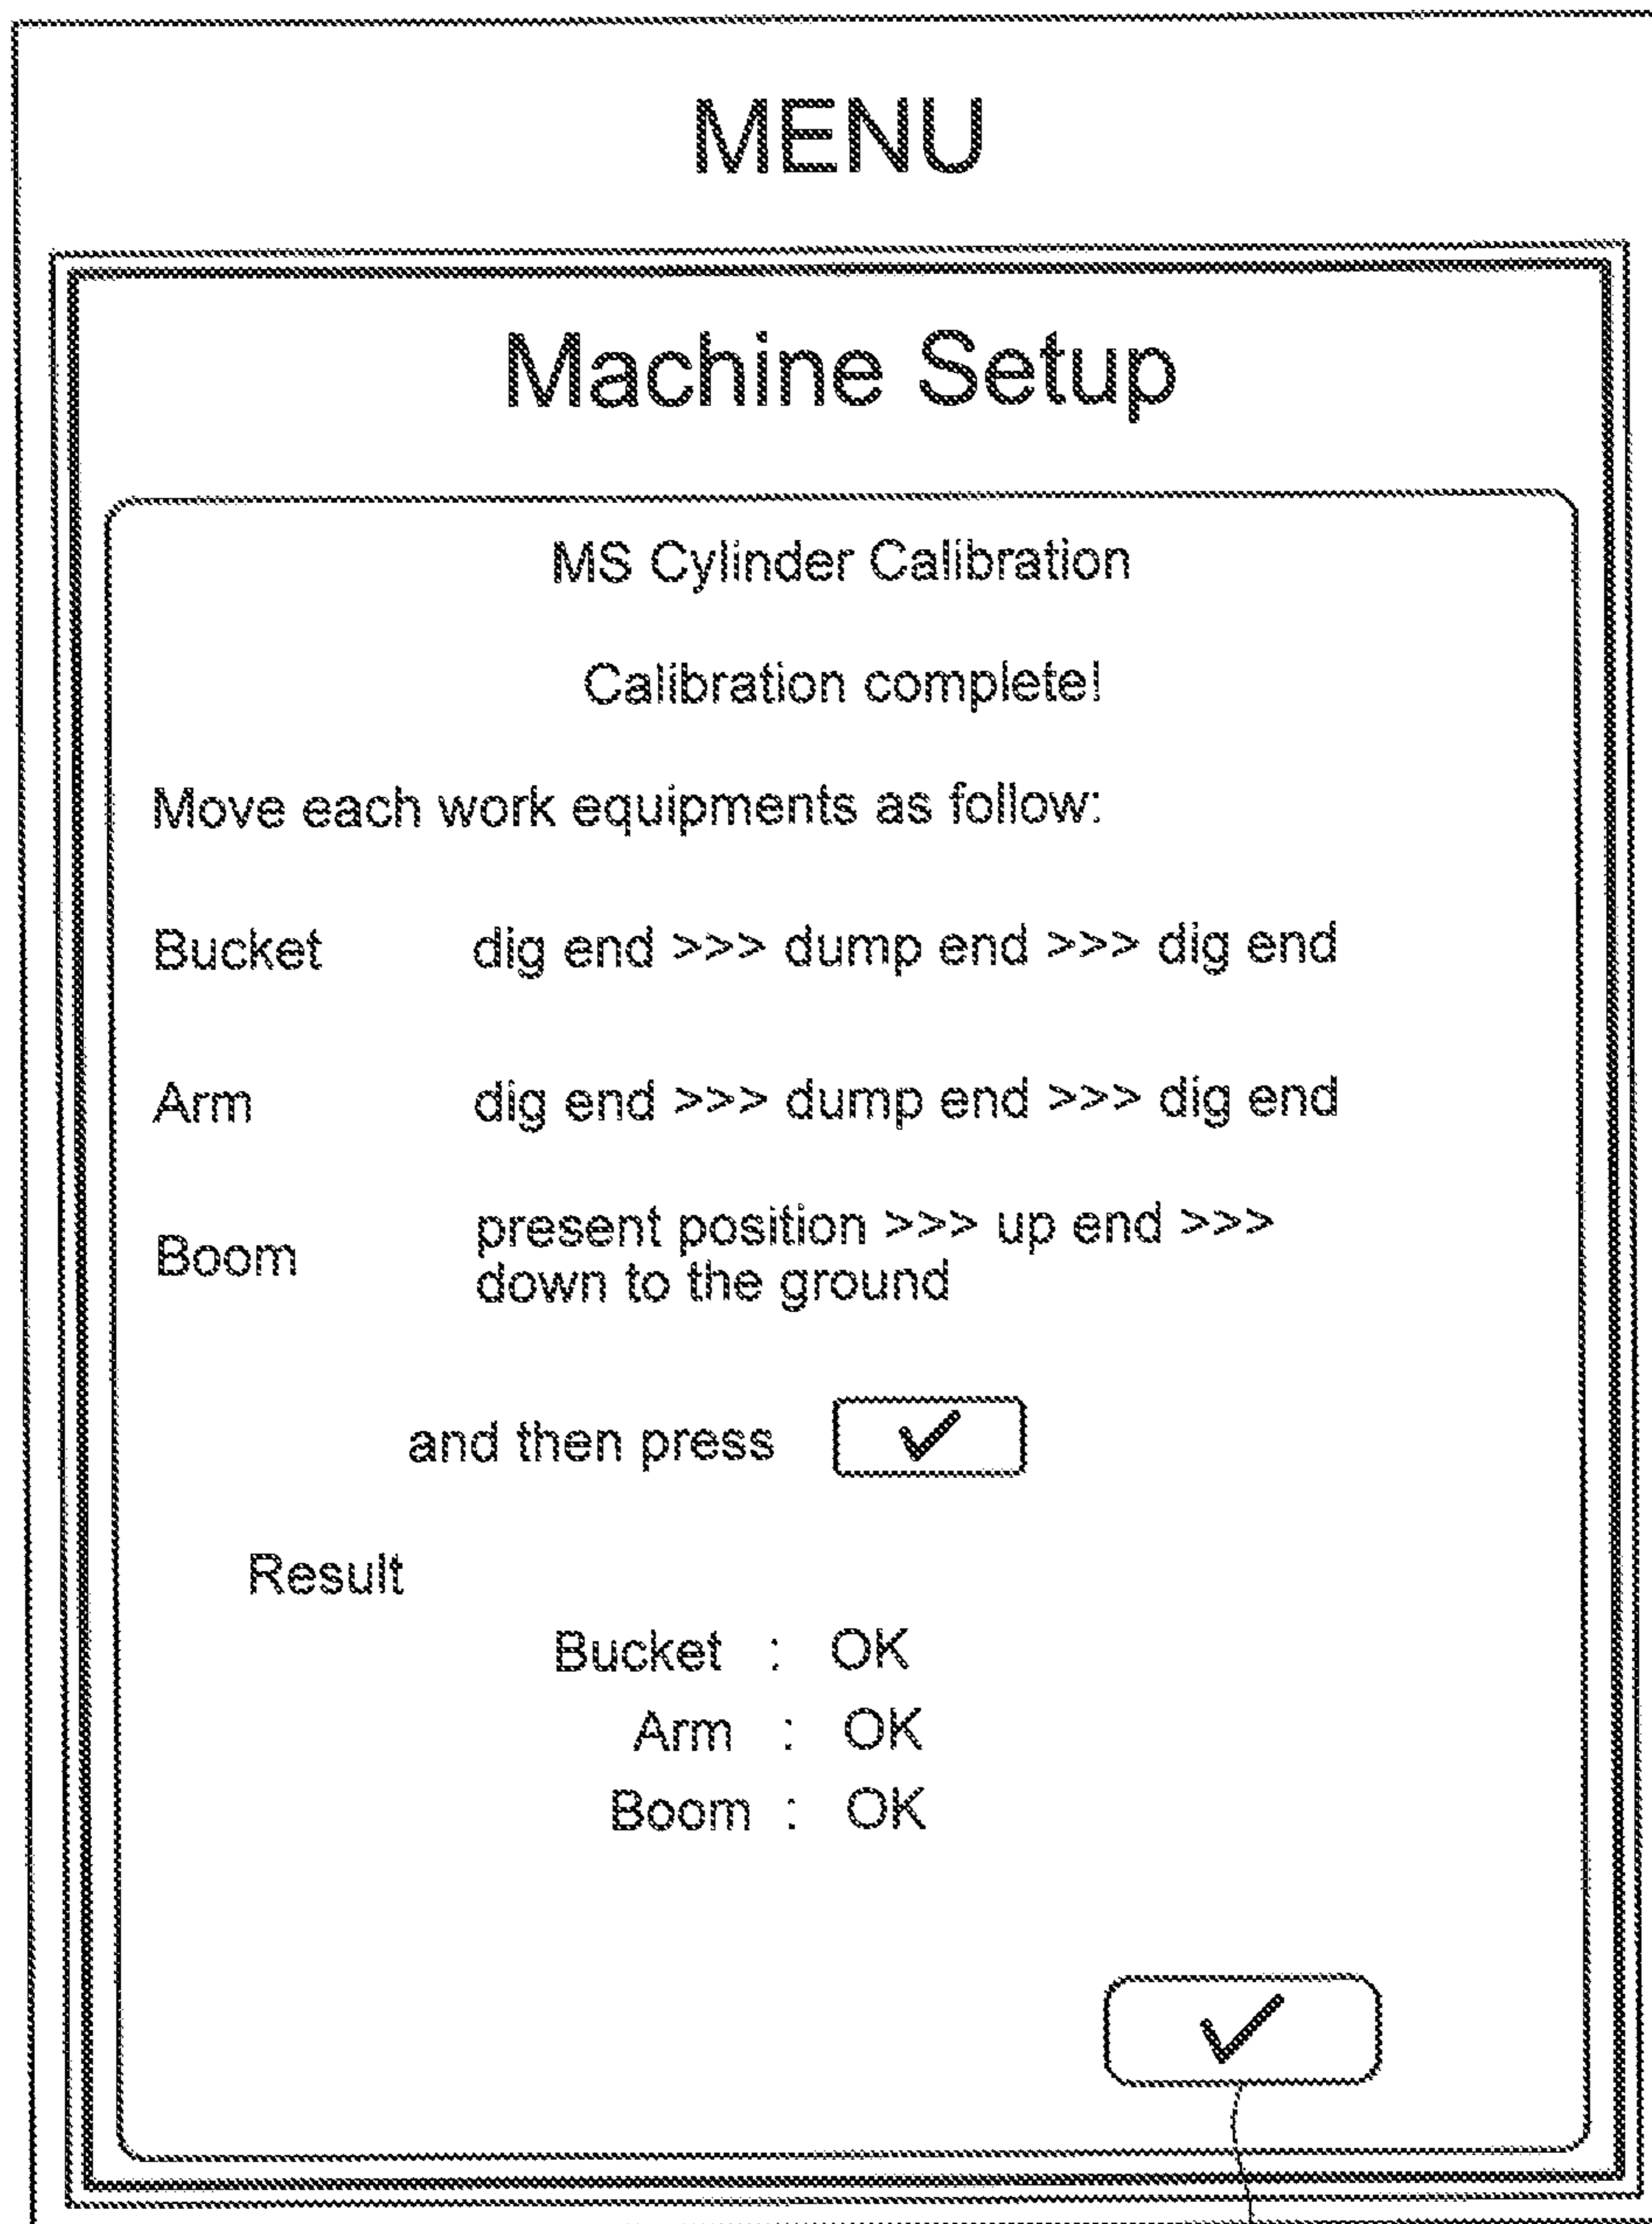 MENU
Machine Setup
MS Cylinder Calibration
Calibration complete!
Move each work equipments as follow:
Bucket dig end >>> dump end >>> dig end
Arm dig end >>> dump end >>> dig end
Boom present position >>> up end >>>
down to the ground
and then press ✓
Result
Bucket : OK
Arm : OK
Boom : OK
✓